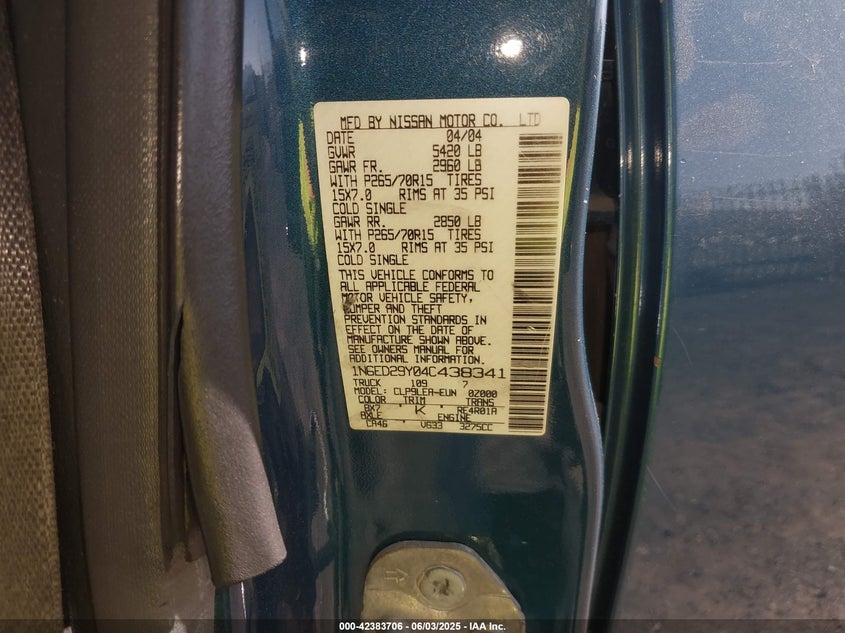 MFD BY NISSAN MOTOR CO. LTD
DATE 04/04
GVWR 5420 LB
GAWR FR. 2960 LB
WITH P265/70R15 TIRES
15X7.0 RIMS AT 35 PSI
COLD SINGLE
GAWR RR. 2850 LB
WITH P265/70R15 TIRES
15X7.0 RIMS AT 35 PSI
COLD SINGLE
THIS VEHICLE CONFORMS TO
ALL APPLICABLE FEDERAL
MOTOR VEHICLE SAFETY,
BUMPER AND THEFT
PREVENTION STANDARDS IN
EFFECT ON THE DATE OF
MANUFACTURE SHOWN ABOVE.
SEE OWNERS MANUAL FOR
ADDITIONAL INFORMATION.
1N6ED29Y04C438341
TRUCK 109 7
MODEL: CLP9LEA-EUN 0Z000
COLOR TRIM TRANS
BX7 K RE4R01A
AXLE ENGINE
CA46 VG33 3275CC
000-42383706 - 06/03/2025 - IAA Inc.